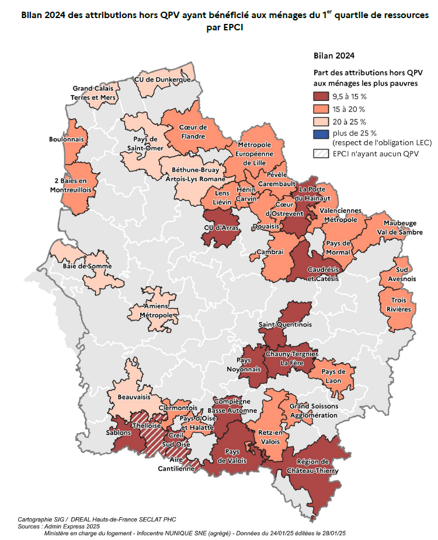 Bilan 2024 des attributions hors QPV ayant bénéficié aux ménages du 1er quartile de ressources
par EPCI
Bilan 2024
Part des attributions hors QPV
aux ménages les plus pauvres
9,5 à 15 %
15 à 20 %
20 à 25 %
plus de 25 %
(respect de l'obligation LEC)
EPCI n'ayant aucun QPV
CU de Dunkerque
Grand Calais
Terres et Mers
Cœur de
Flandre
Boulonnais
Pays de
Saint-Omer
Métropole
Européenne
de Lille
Béthune-Bruay
Artois-Lys Romane
Pévèle
Carembault
2 Baies en
Montreuillois
Lens
Liévin
Hénin
Carvin
La Porte
du Hainaut
Cœur
d'Ostrevent
Valenciennes
Métropole
Maubeuge
Val de Sambre
CU d'Arras
Douaisis
Pays de
Mormal
Cambrai
Baie de Somme
Caudrésis
et Catésis
Sud
Avesnois
Trois
Rivières
Amiens
Métropole
Saint Quentinois
Pays
Noyonnais
Chauny-Tergnies
La Fère
Pays de
Laon
Beauvaisis
Clermontois
Compiègne
Basse Automne
Grand Soissons
Agglomération
Pays d'Oise
et Halatte
Thelloise
Sablons
Creil
Sud Oise
Retz-en
Valois
Aire
Cantilienne
Pays
de Valois
Région de
Château-Thierry
Cartographie SIG / DREAL Hauts-de-France SECLAT PHC
Sources : Admin Express 2025
Ministère en charge du logement - Infocentre NUNIQUE SNE (agrégé) - Données du 24/01/25 éditées le 28/01/25